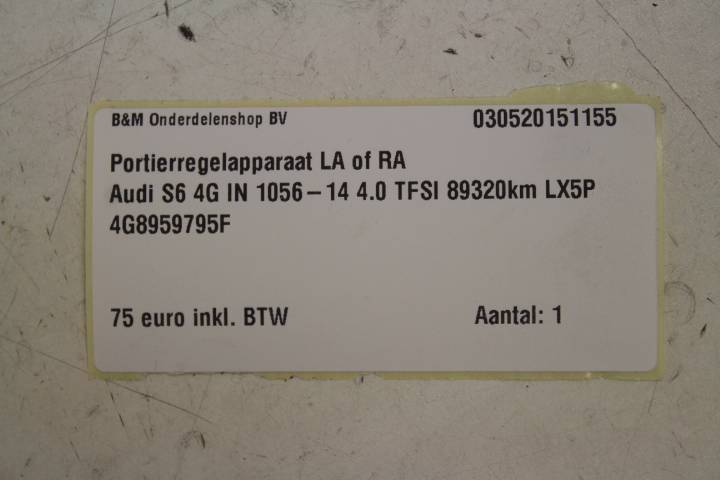 B&M Onderdelenshop BV 030520151155
Portierregelapparaat LA of RA
Audi S6 4G IN 1056-14 4.0 TFSI 89320km LX5P
4G8959795F
75 euro inkl. BTW Aantal: 1